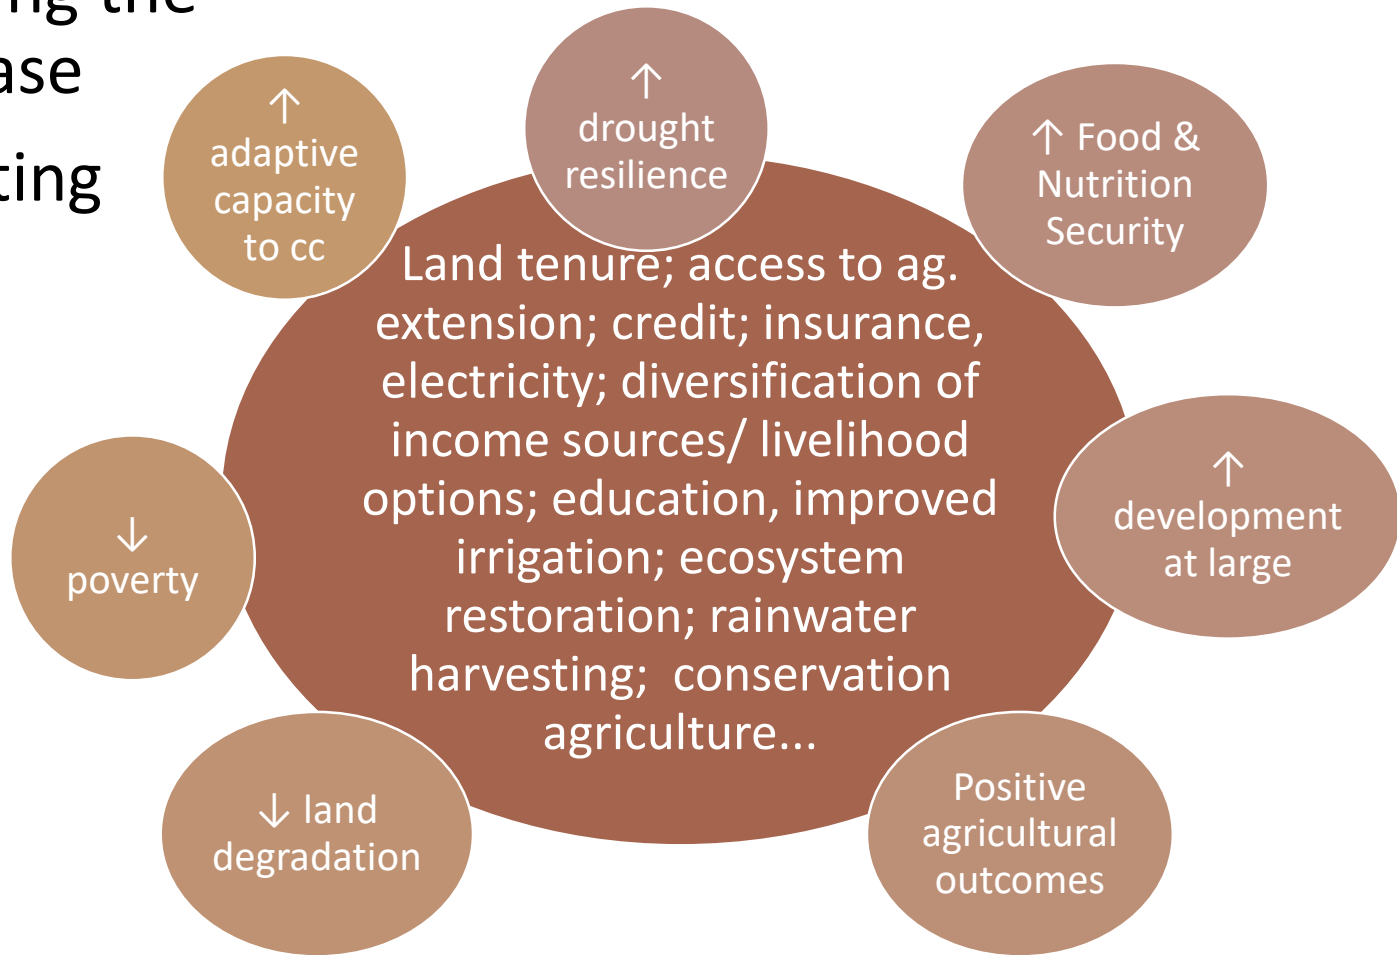 ase
↑
adaptive
capacity
to cc
↑
drought
resilience
↑ Food &
Nutrition
Security
↑
development
at large
Positive
agricultural
outcomes
↓ land
degradation
↓
poverty
Land tenure; access to ag.
extension; credit; insurance,
electricity; diversification of
income sources/ livelihood
options; education, improved
irrigation; ecosystem
restoration; rainwater
harvesting; conservation
agriculture...